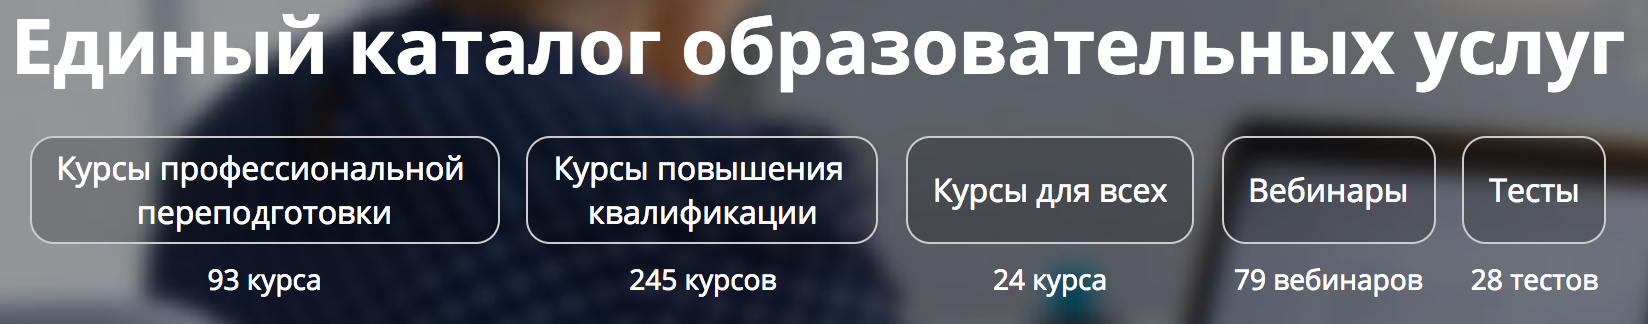 Единый каталог образовательных услуг
Курсы профессиональной
переподготовки
93 курса
Курсы повышения
квалификации
245 курсов
Курсы для всех
24 курса
Вебинары
79 вебинаров
Тесты
28 тестов